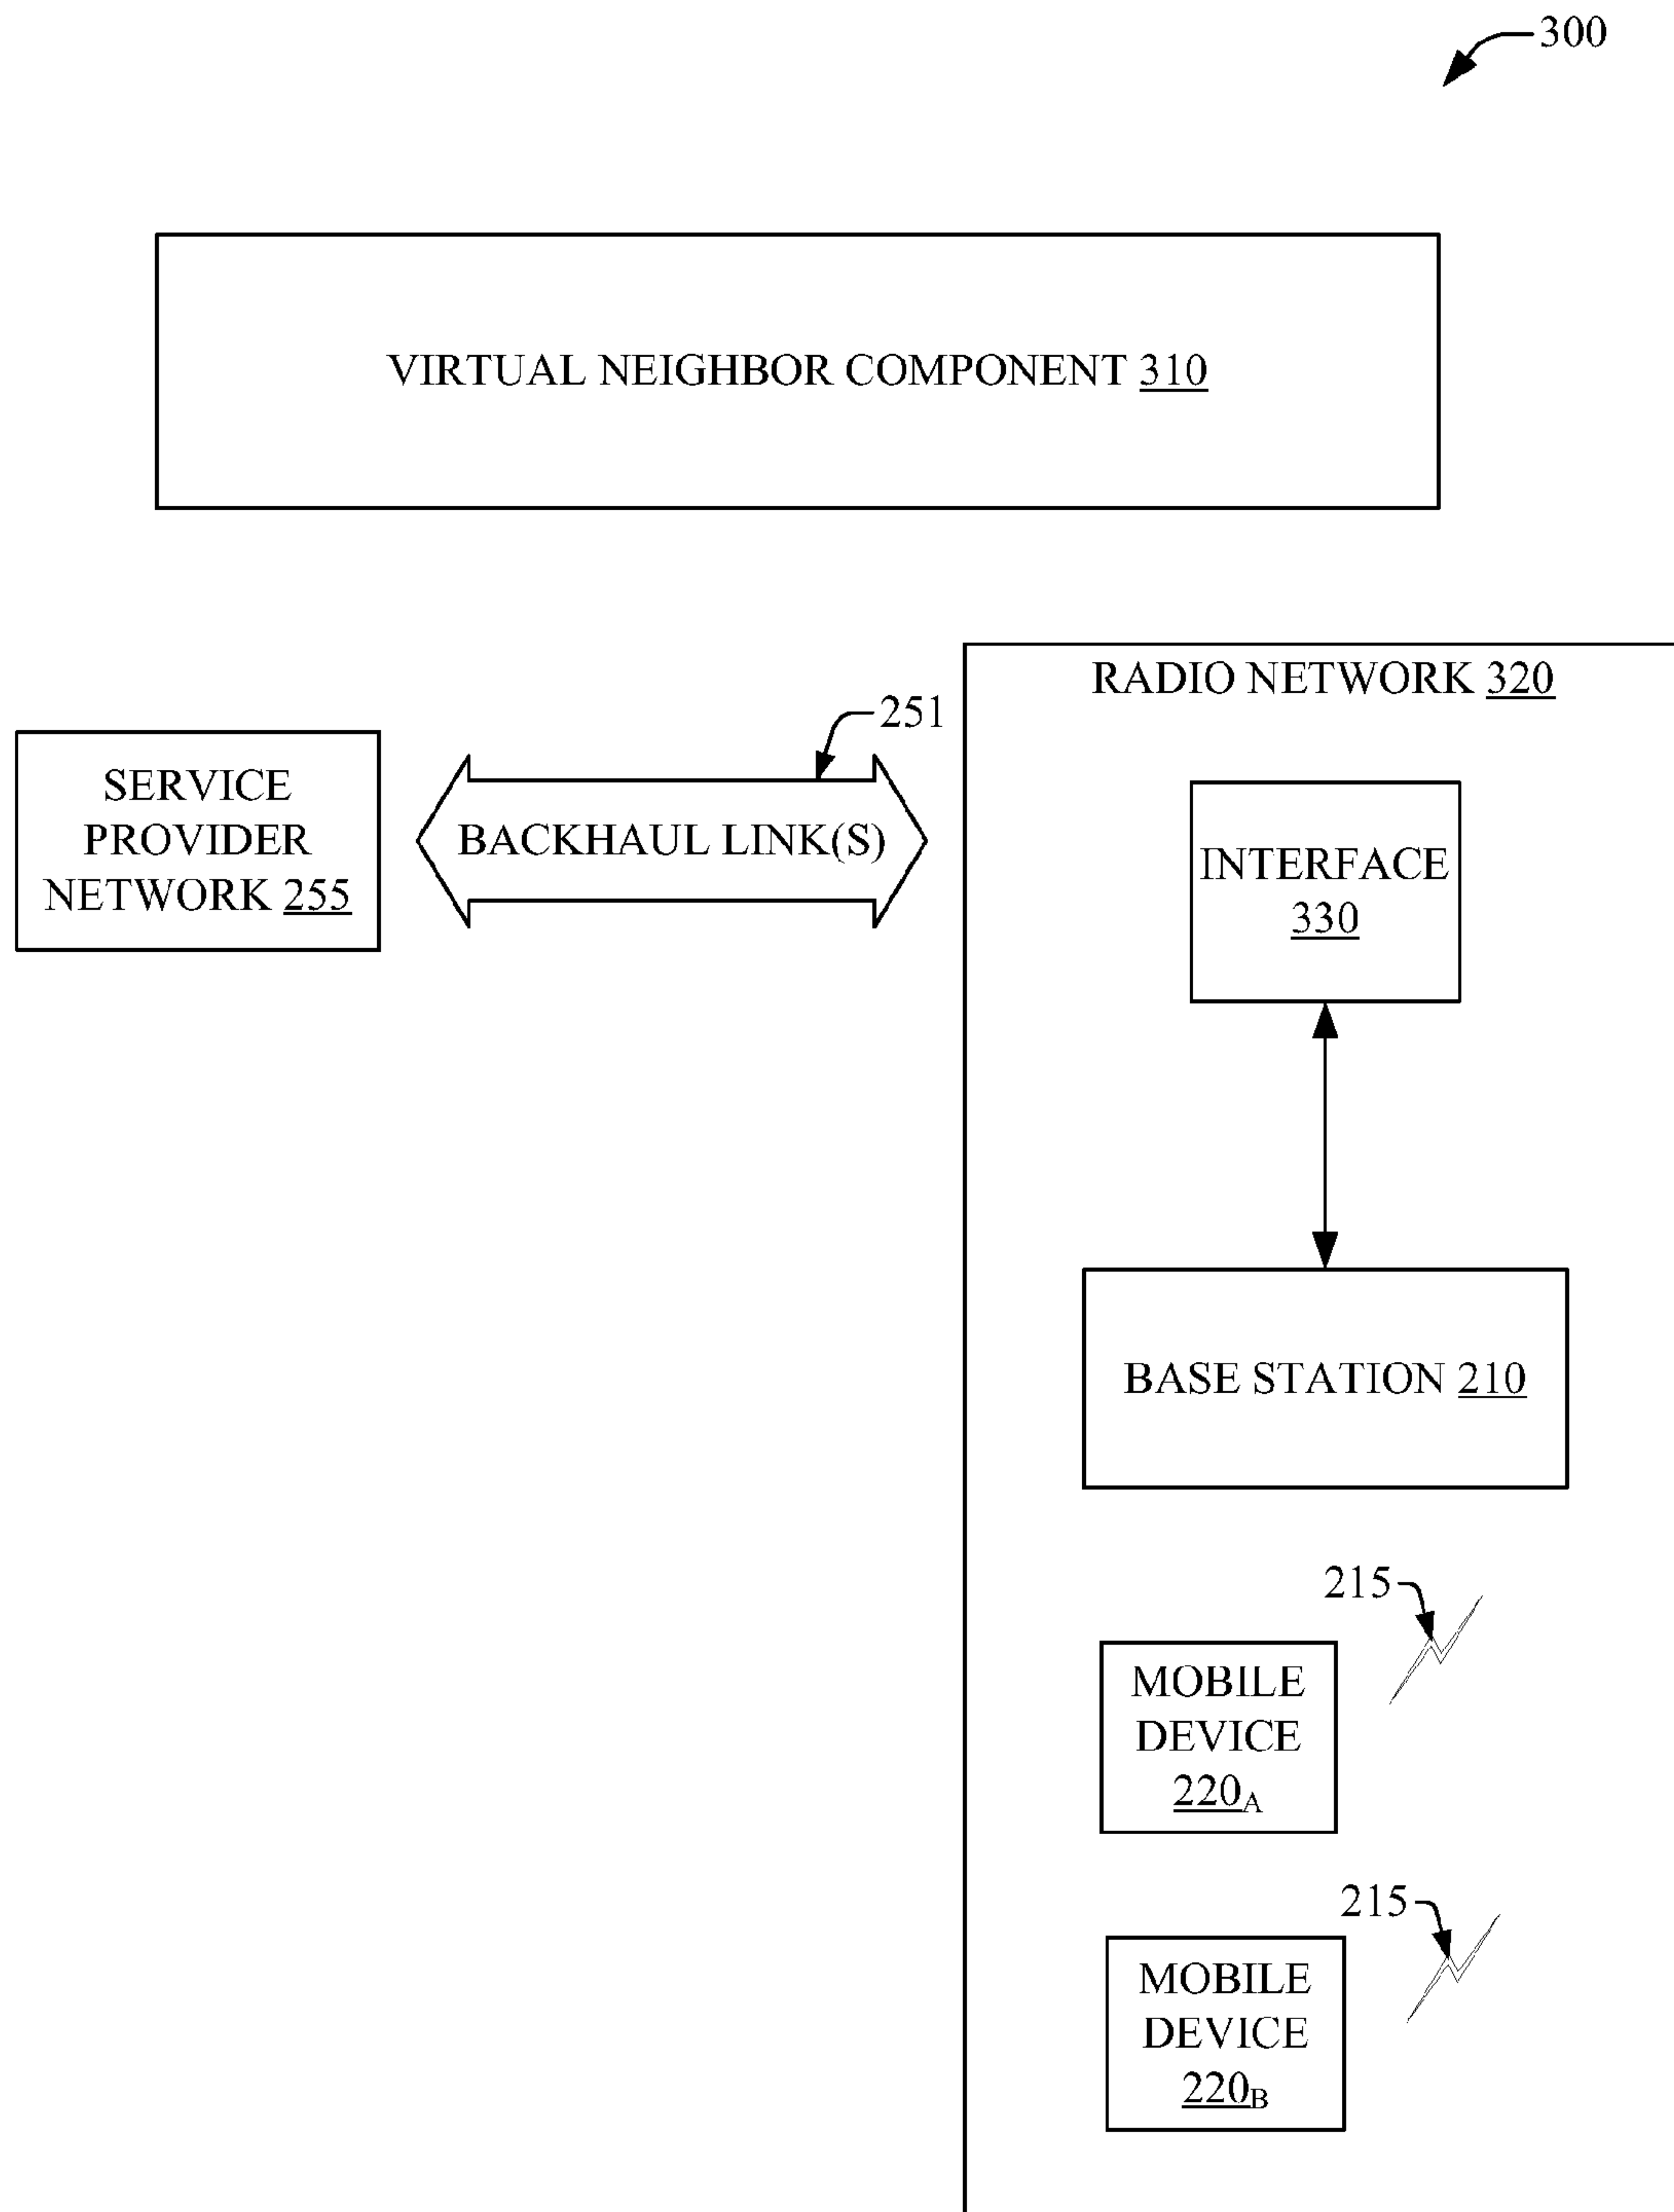 300
VIRTUAL NEIGHBOR COMPONENT 310
RADIO NETWORK 320
251
SERVICE
PROVIDER
NETWORK 255
BACKHAUL LINK(S)
INTERFACE
330
BASE STATION 210
215
MOBILE
DEVICE
220A
215
MOBILE
DEVICE
220B